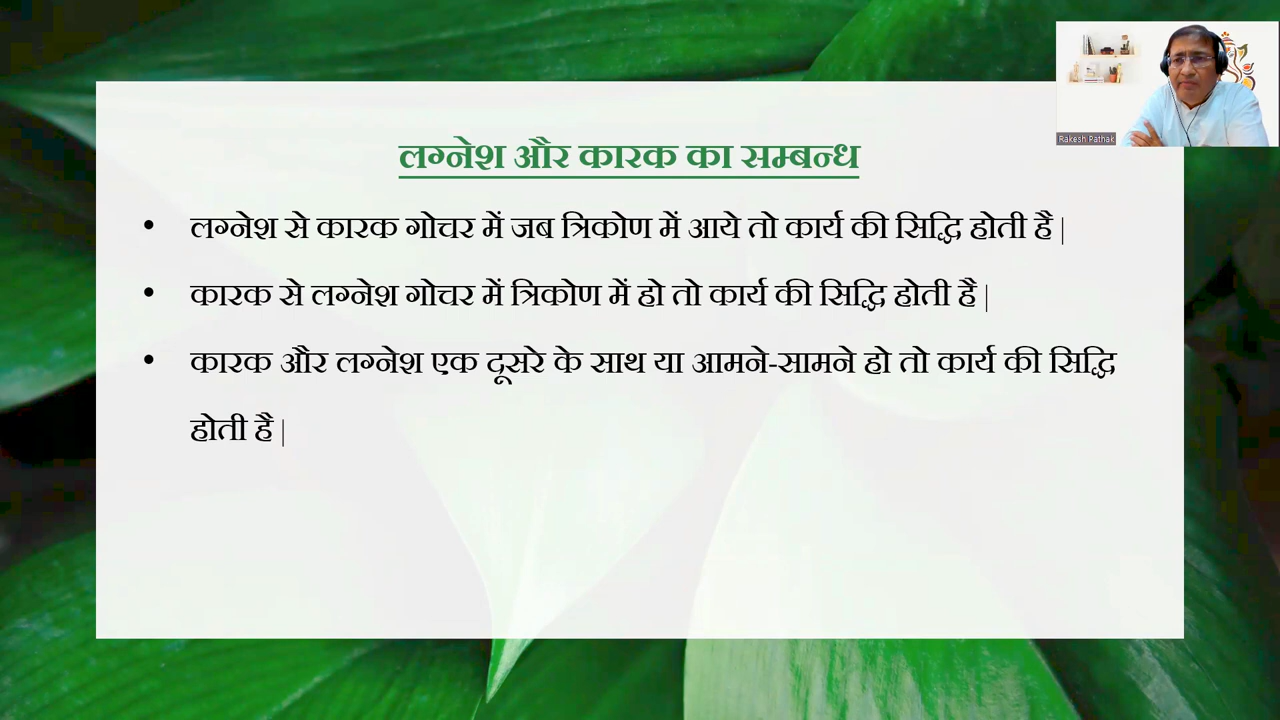 लग्नेश और कारक का सम्बन्ध
• लग्नेश से कारक गोचर में जब त्रिकोण में आये तो कार्य की सिद्धि होती है |
• कारक से लग्नेश गोचर में त्रिकोण में हो तो कार्य की सिद्धि होती है |
• कारक और लग्नेश एक दूसरे के साथ या आमने-सामने हो तो कार्य की सिद्धि
होती है |
Rakesh Pathak